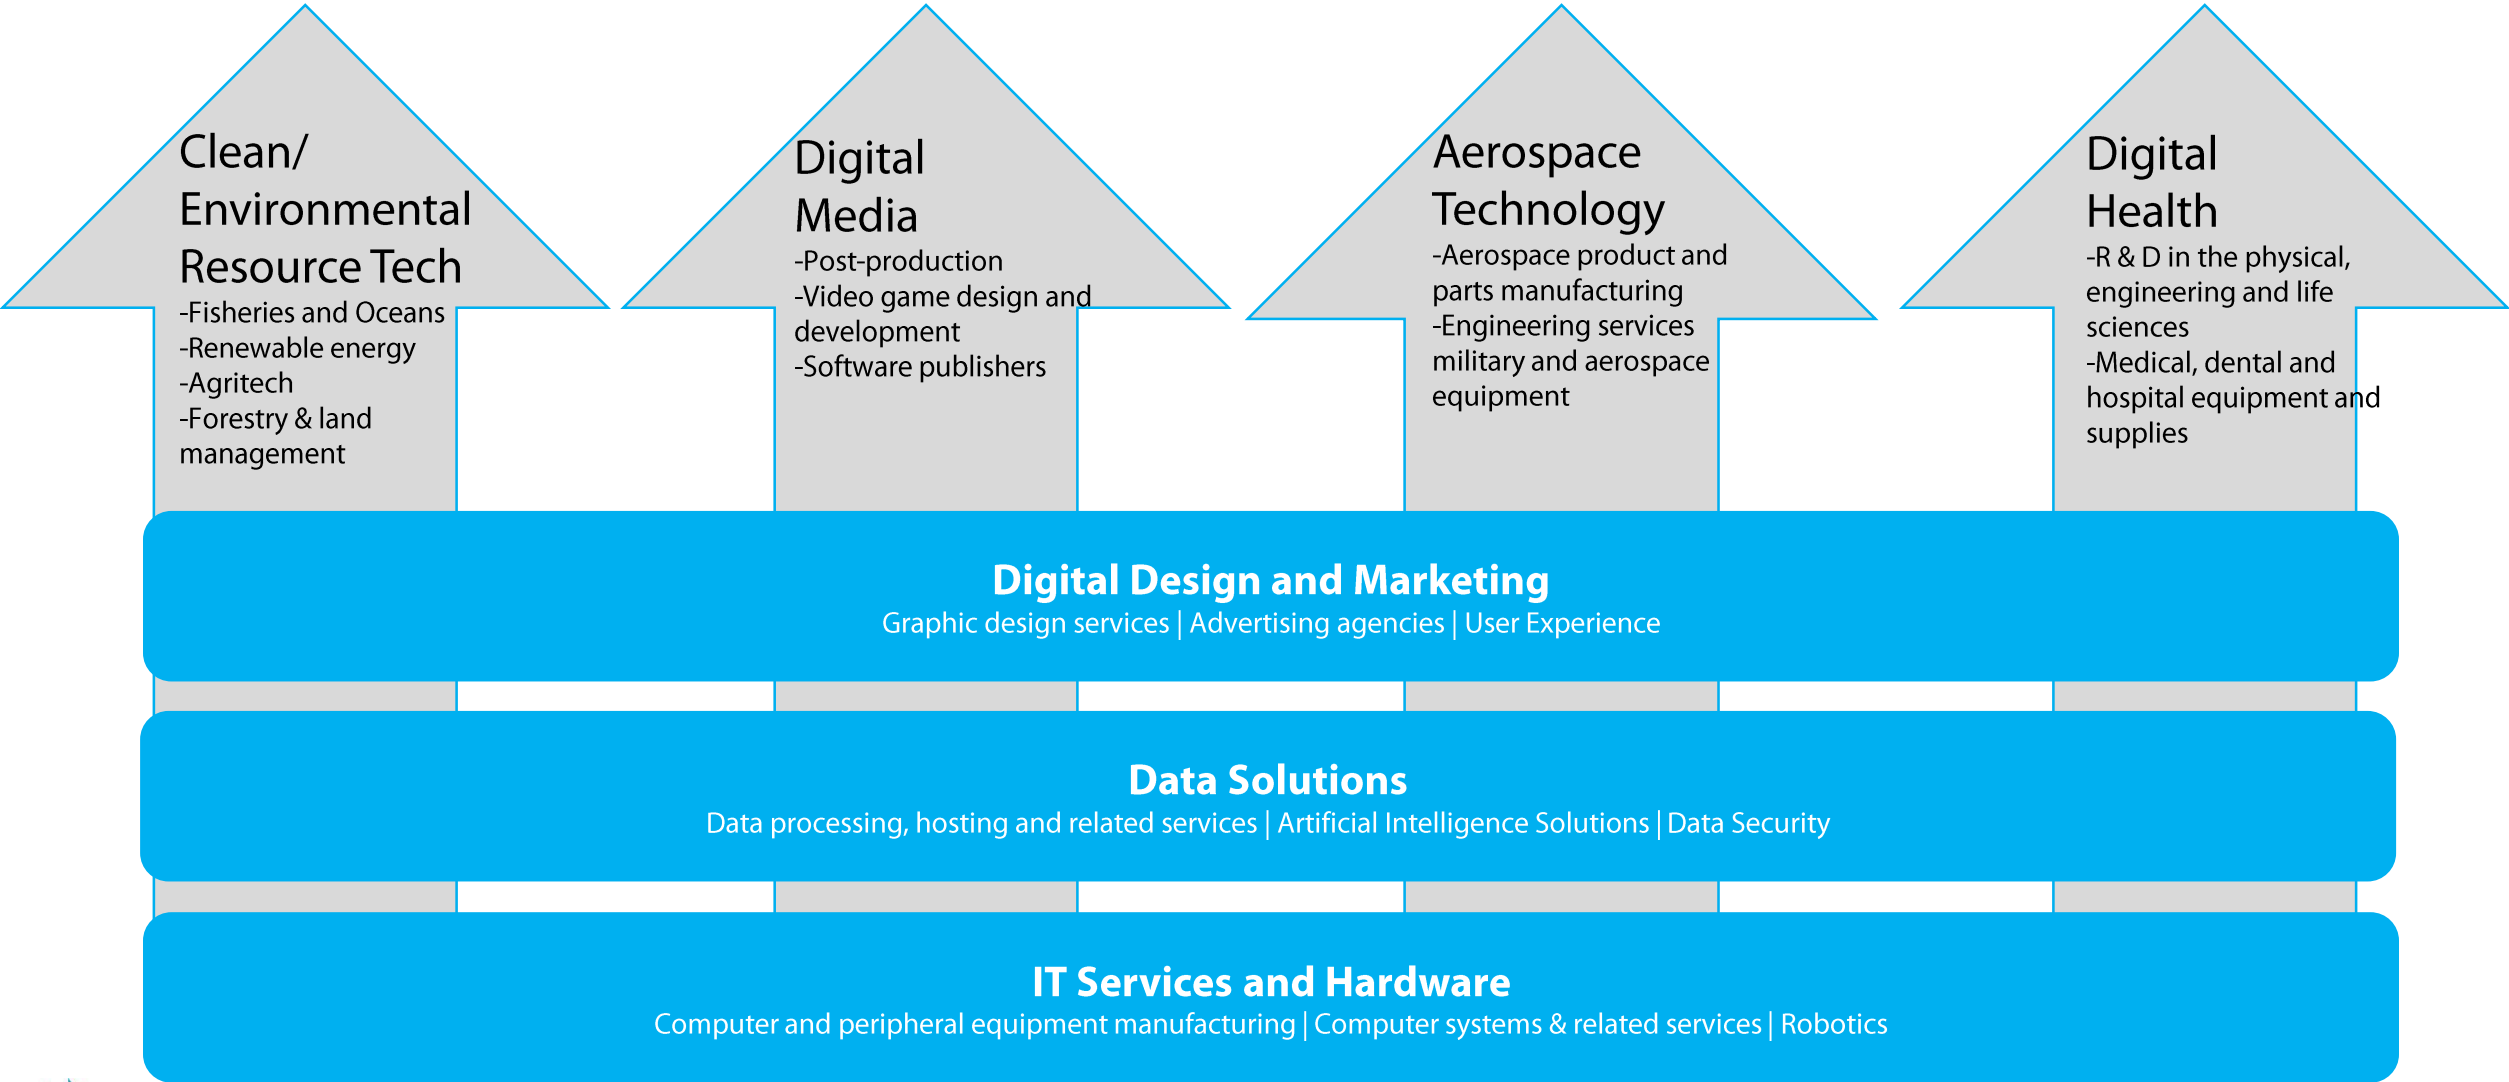 Clean/
Environmental
Resource Tech
-Fisheries and Oceans
-Renewable energy
-Agritech
-Forestry & land
management
Digital
Media
-Post-production
-Video game design and
development
-Software publishers
Aerospace
Technology
-Aerospace product and
parts manufacturing
-Engineering services
military and aerospace
equipment
Digital
Health
-R & D in the physical,
engineering and life
sciences
-Medical, dental and
hospital equipment and
supplies
Digital Design and Marketing
Graphic design services | Advertising agencies | User Experience
Data Solutions
Data processing, hosting and related services | Artificial Intelligence Solutions | Data Security
IT Services and Hardware
Computer and peripheral equipment manufacturing | Computer systems & related services | Robotics